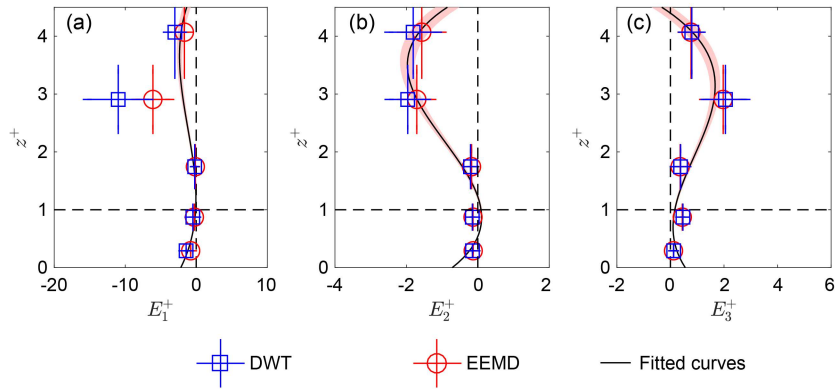 (a) (b) (c)
4 4 4
3 3 3
2 2 2
1 1 1
0 0 0
z⁺ z⁺ z⁺
-20 -10 0 10 -4 -2 0 2 0 2 4 6
E₁⁺ E₂⁺ E₃⁺
DWT EEMD Fitted curves